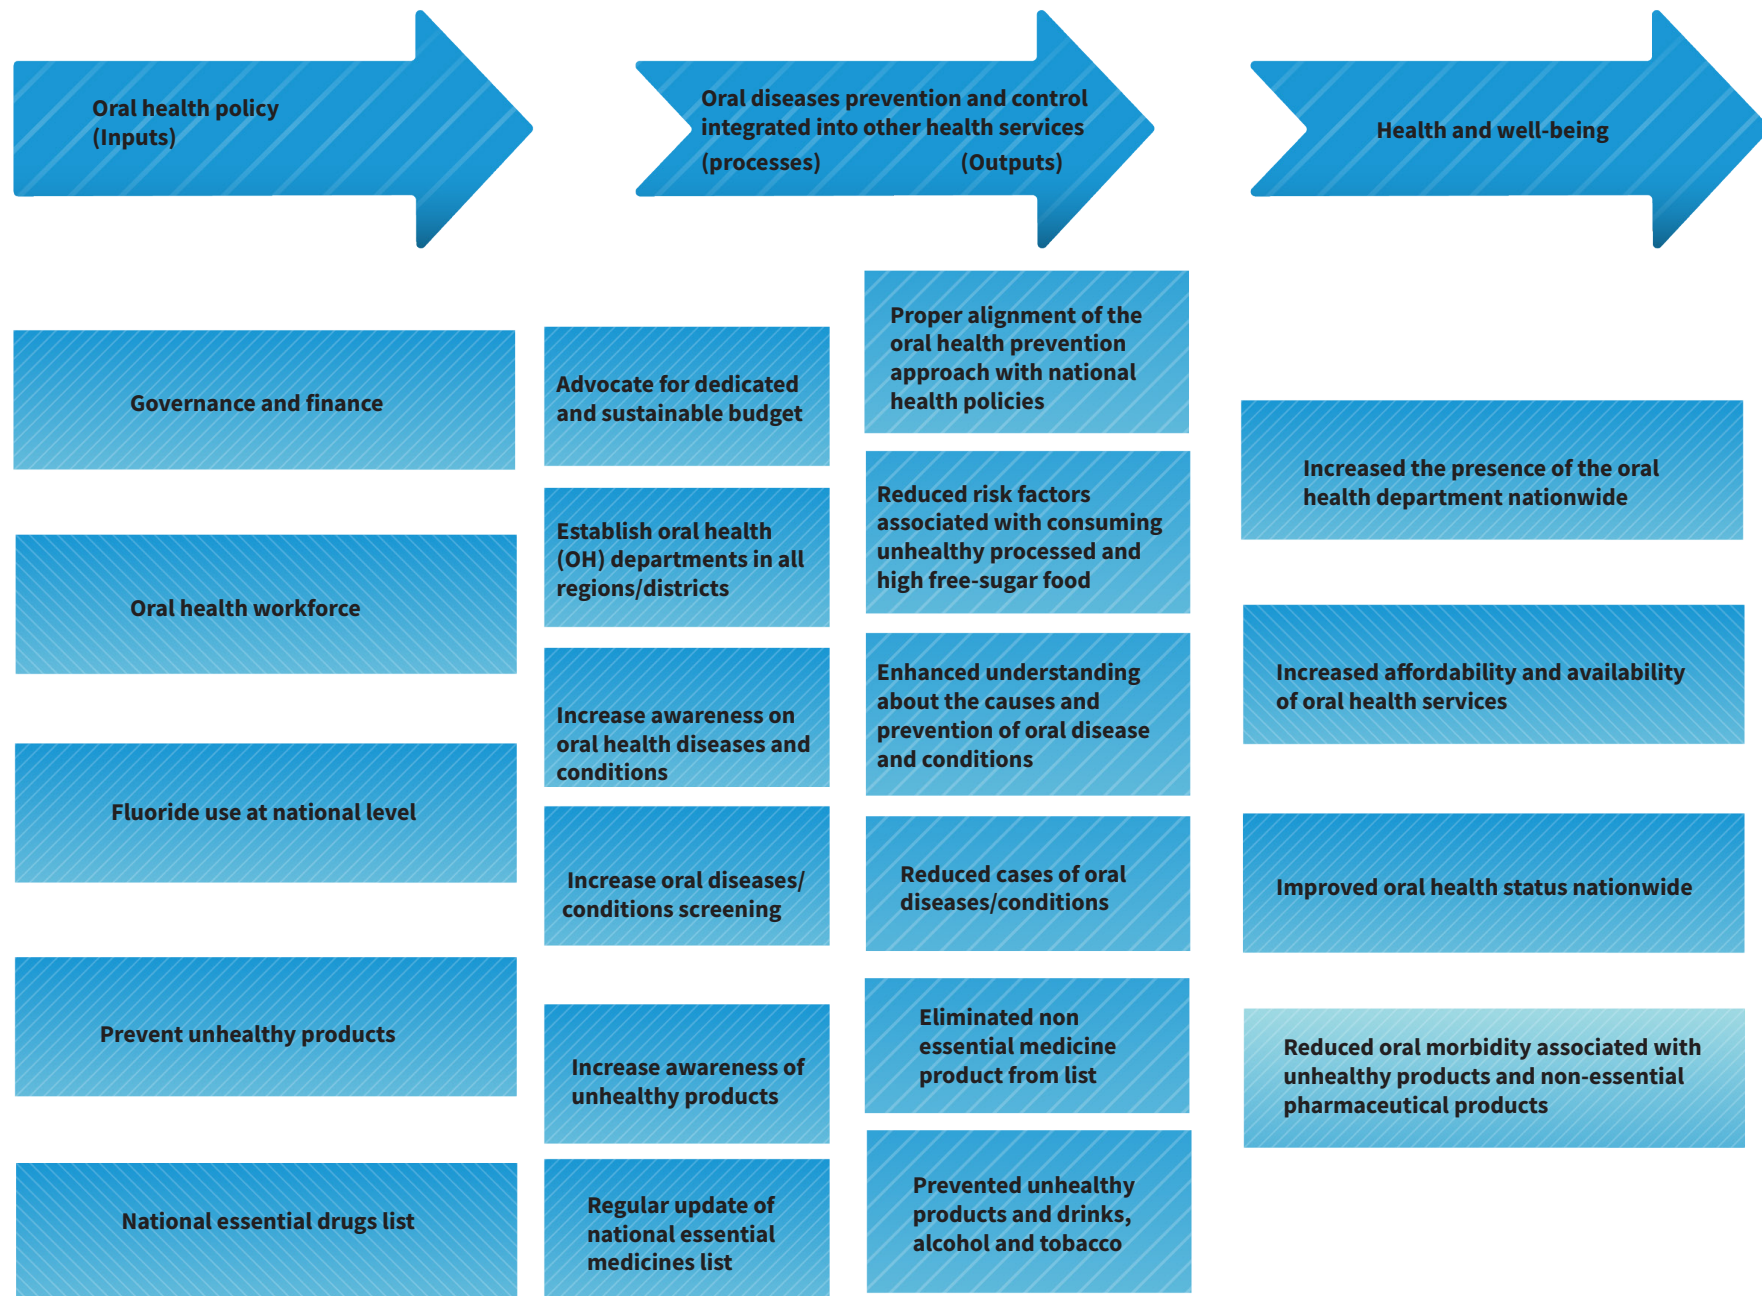 Oral health policy
(Inputs)
Oral diseases prevention and control
integrated into other health services
(processes) (Outputs)
Health and well-being
Governance and finance
Oral health workforce
Fluoride use at national level
Prevent unhealthy products
National essential drugs list
Advocate for dedicated
and sustainable budget
Establish oral health
(OH) departments in all
regions/districts
Increase awareness on
oral health diseases and
conditions
Increase oral diseases/
conditions screening
Increase awareness of
unhealthy products
Regular update of
national essential
medicines list
Proper alignment of the
oral health prevention
approach with national
health policies
Reduced risk factors
associated with consuming
unhealthy processed and
high free-sugar food
Enhanced understanding
about the causes and
prevention of oral disease
and conditions
Reduced cases of oral
diseases/conditions
Eliminated non
essential medicine
product from list
Prevented unhealthy
products and drinks,
alcohol and tobacco
Increased the presence of the oral
health department nationwide
Increased affordability and availability
of oral health services
Improved oral health status nationwide
Reduced oral morbidity associated with
unhealthy products and non-essential
pharmaceutical products